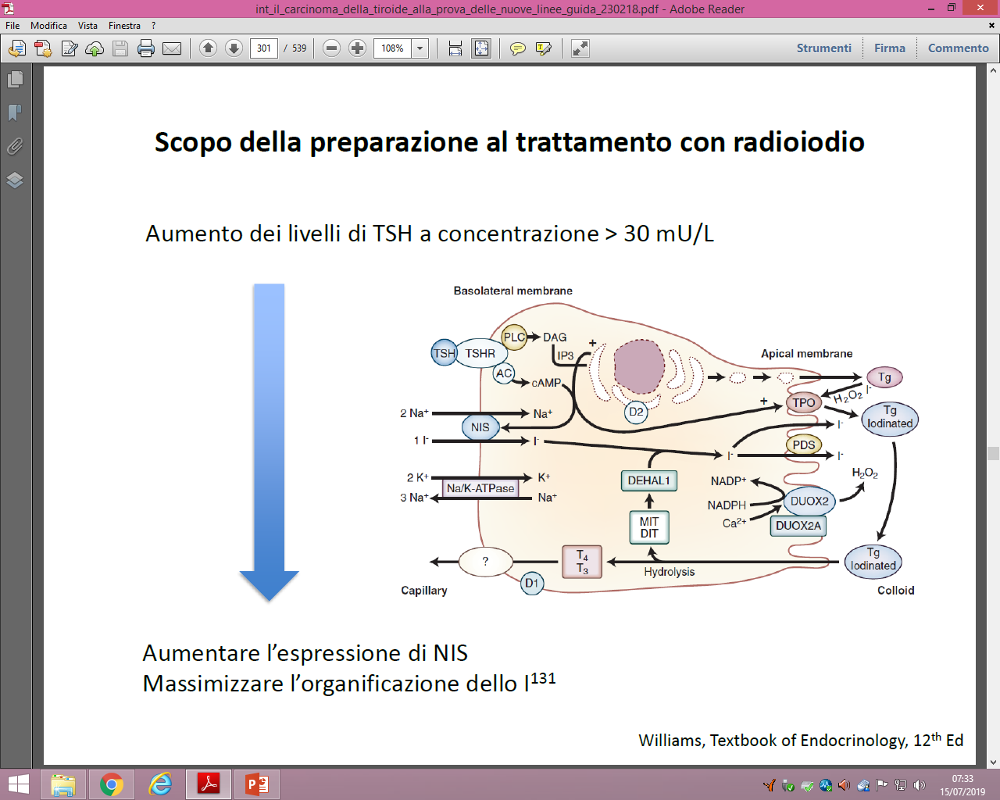 int_il_carcinoma_della_tiroide_alla_prova_delle_nuove_linee_guida_230218.pdf - Adobe Reader
File Modifica Vista Finestra ?
301 / 539 108% Strumenti Firma Commento
Scopo della preparazione al trattamento con radioiodio
Aumento dei livelli di TSH a concentrazione > 30 mU/L
Basolateral membrane
PLC DAG
TSH TSHR IP3 +
Apical membrane
AC cAMP
Tg
I-
H2O2
+ TPO
D2
2 Na+ Na+
Tg
Iodinated
NIS
I-
1 I- I-
PDS
I- I-
H2O2
2 K+ K+
DEHAL1
NADP+
Na/K-ATPase
3 Na+ Na+
DUOX2
NADPH
Ca2+
DUOX2A
MIT
DIT
T4
T3
?
Tg
Iodinated
Hydrolysis
D1
Capillary
Colloid
Aumentare l’espressione di NIS
Massimizzare l’organificazione dello I131
Williams, Textbook of Endocrinology, 12th Ed
07:33
15/07/2019